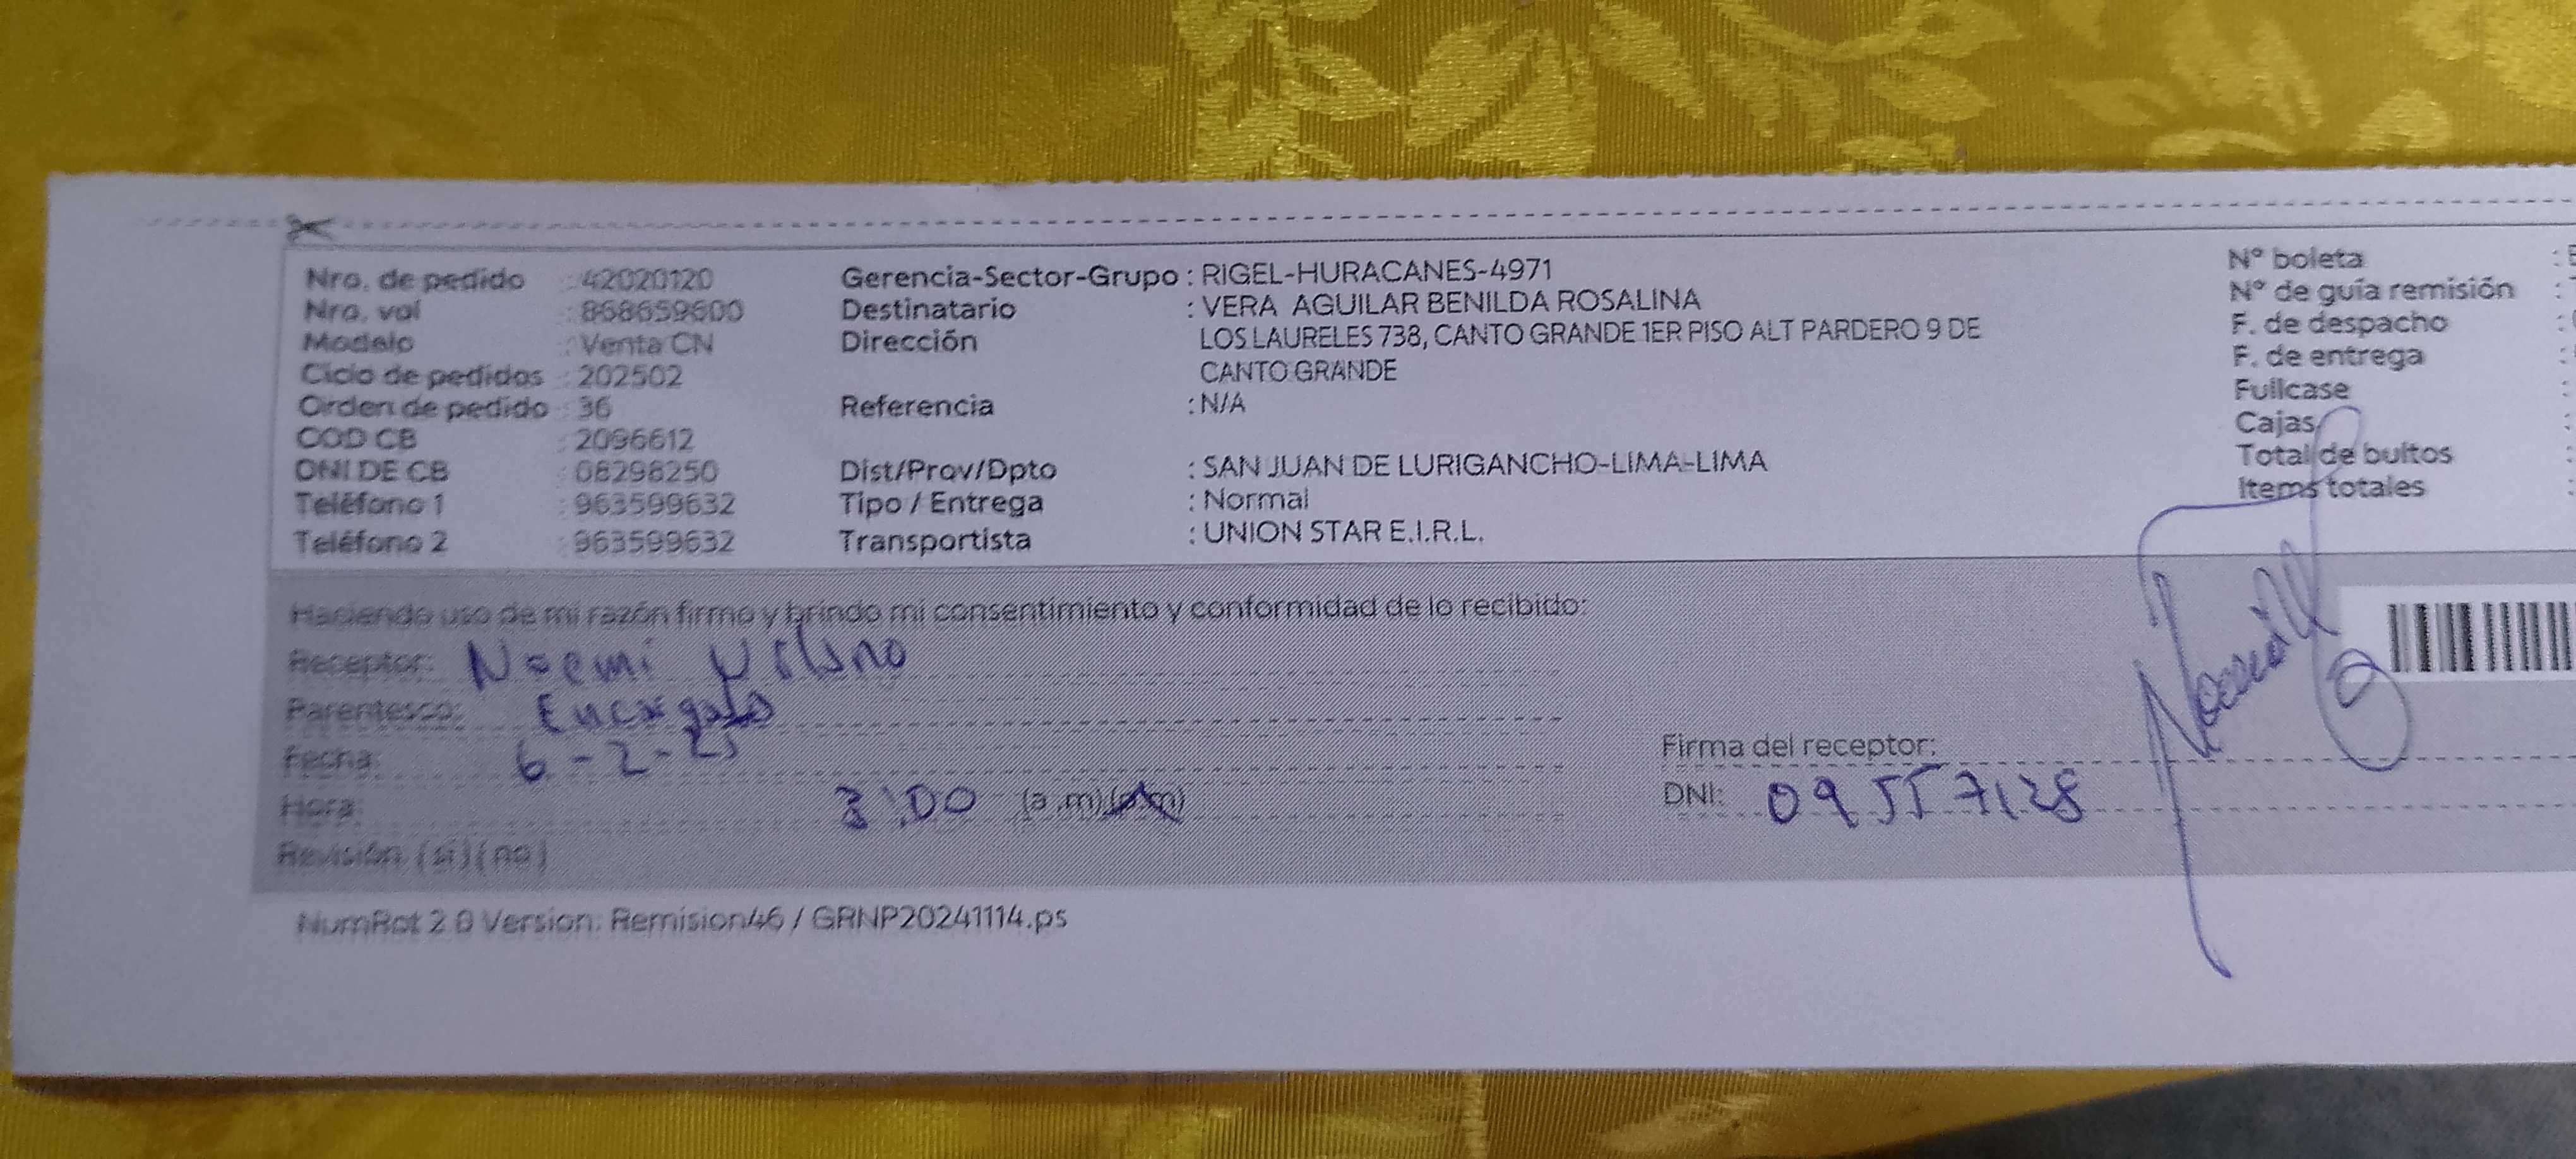 Nro. de pedido : 42020120
Nro. val : 868659600
Modelo : Venta CN
Ciclo de pedidos : 202502
Orden de pedido : 36
COD CB : 2096612
DNI DE CB : 08298250
Teléfono 1 : 963599632
Teléfono 2 : 963599632
Gerencia-Sector-Grupo : RIGEL-HURACANES-4971
Destinatario : VERA AGUILAR BENILDA ROSALINA
Dirección LOS LAURELES 738, CANTO GRANDE 1ER PISO ALT PARDERO 9 DE
CANTO GRANDE
Referencia : N/A
Dist/Prov/Dpto : SAN JUAN DE LURIGANCHO-LIMA-LIMA
Tipo / Entrega : Normal
Transportista : UNION STAR E.I.R.L.
N° boleta :
N° de guía remisión :
F. de despacho :
F. de entrega :
Fullcase :
Cajas :
Total de bultos :
Items totales :
Haciendo uso de mi razón firmo y brindo mi consentimiento y conformidad de lo recibido:
Receptor: Noemi
Parentesco: Encargado
Fecha: 6-2-25
Hora: 3:00 (a.m)(p.m)
Revisión (si)(no)
Firma del receptor:
DNI: 09557128
NumRot 2.0 Version: Remision46 / GRNP20241114.ps